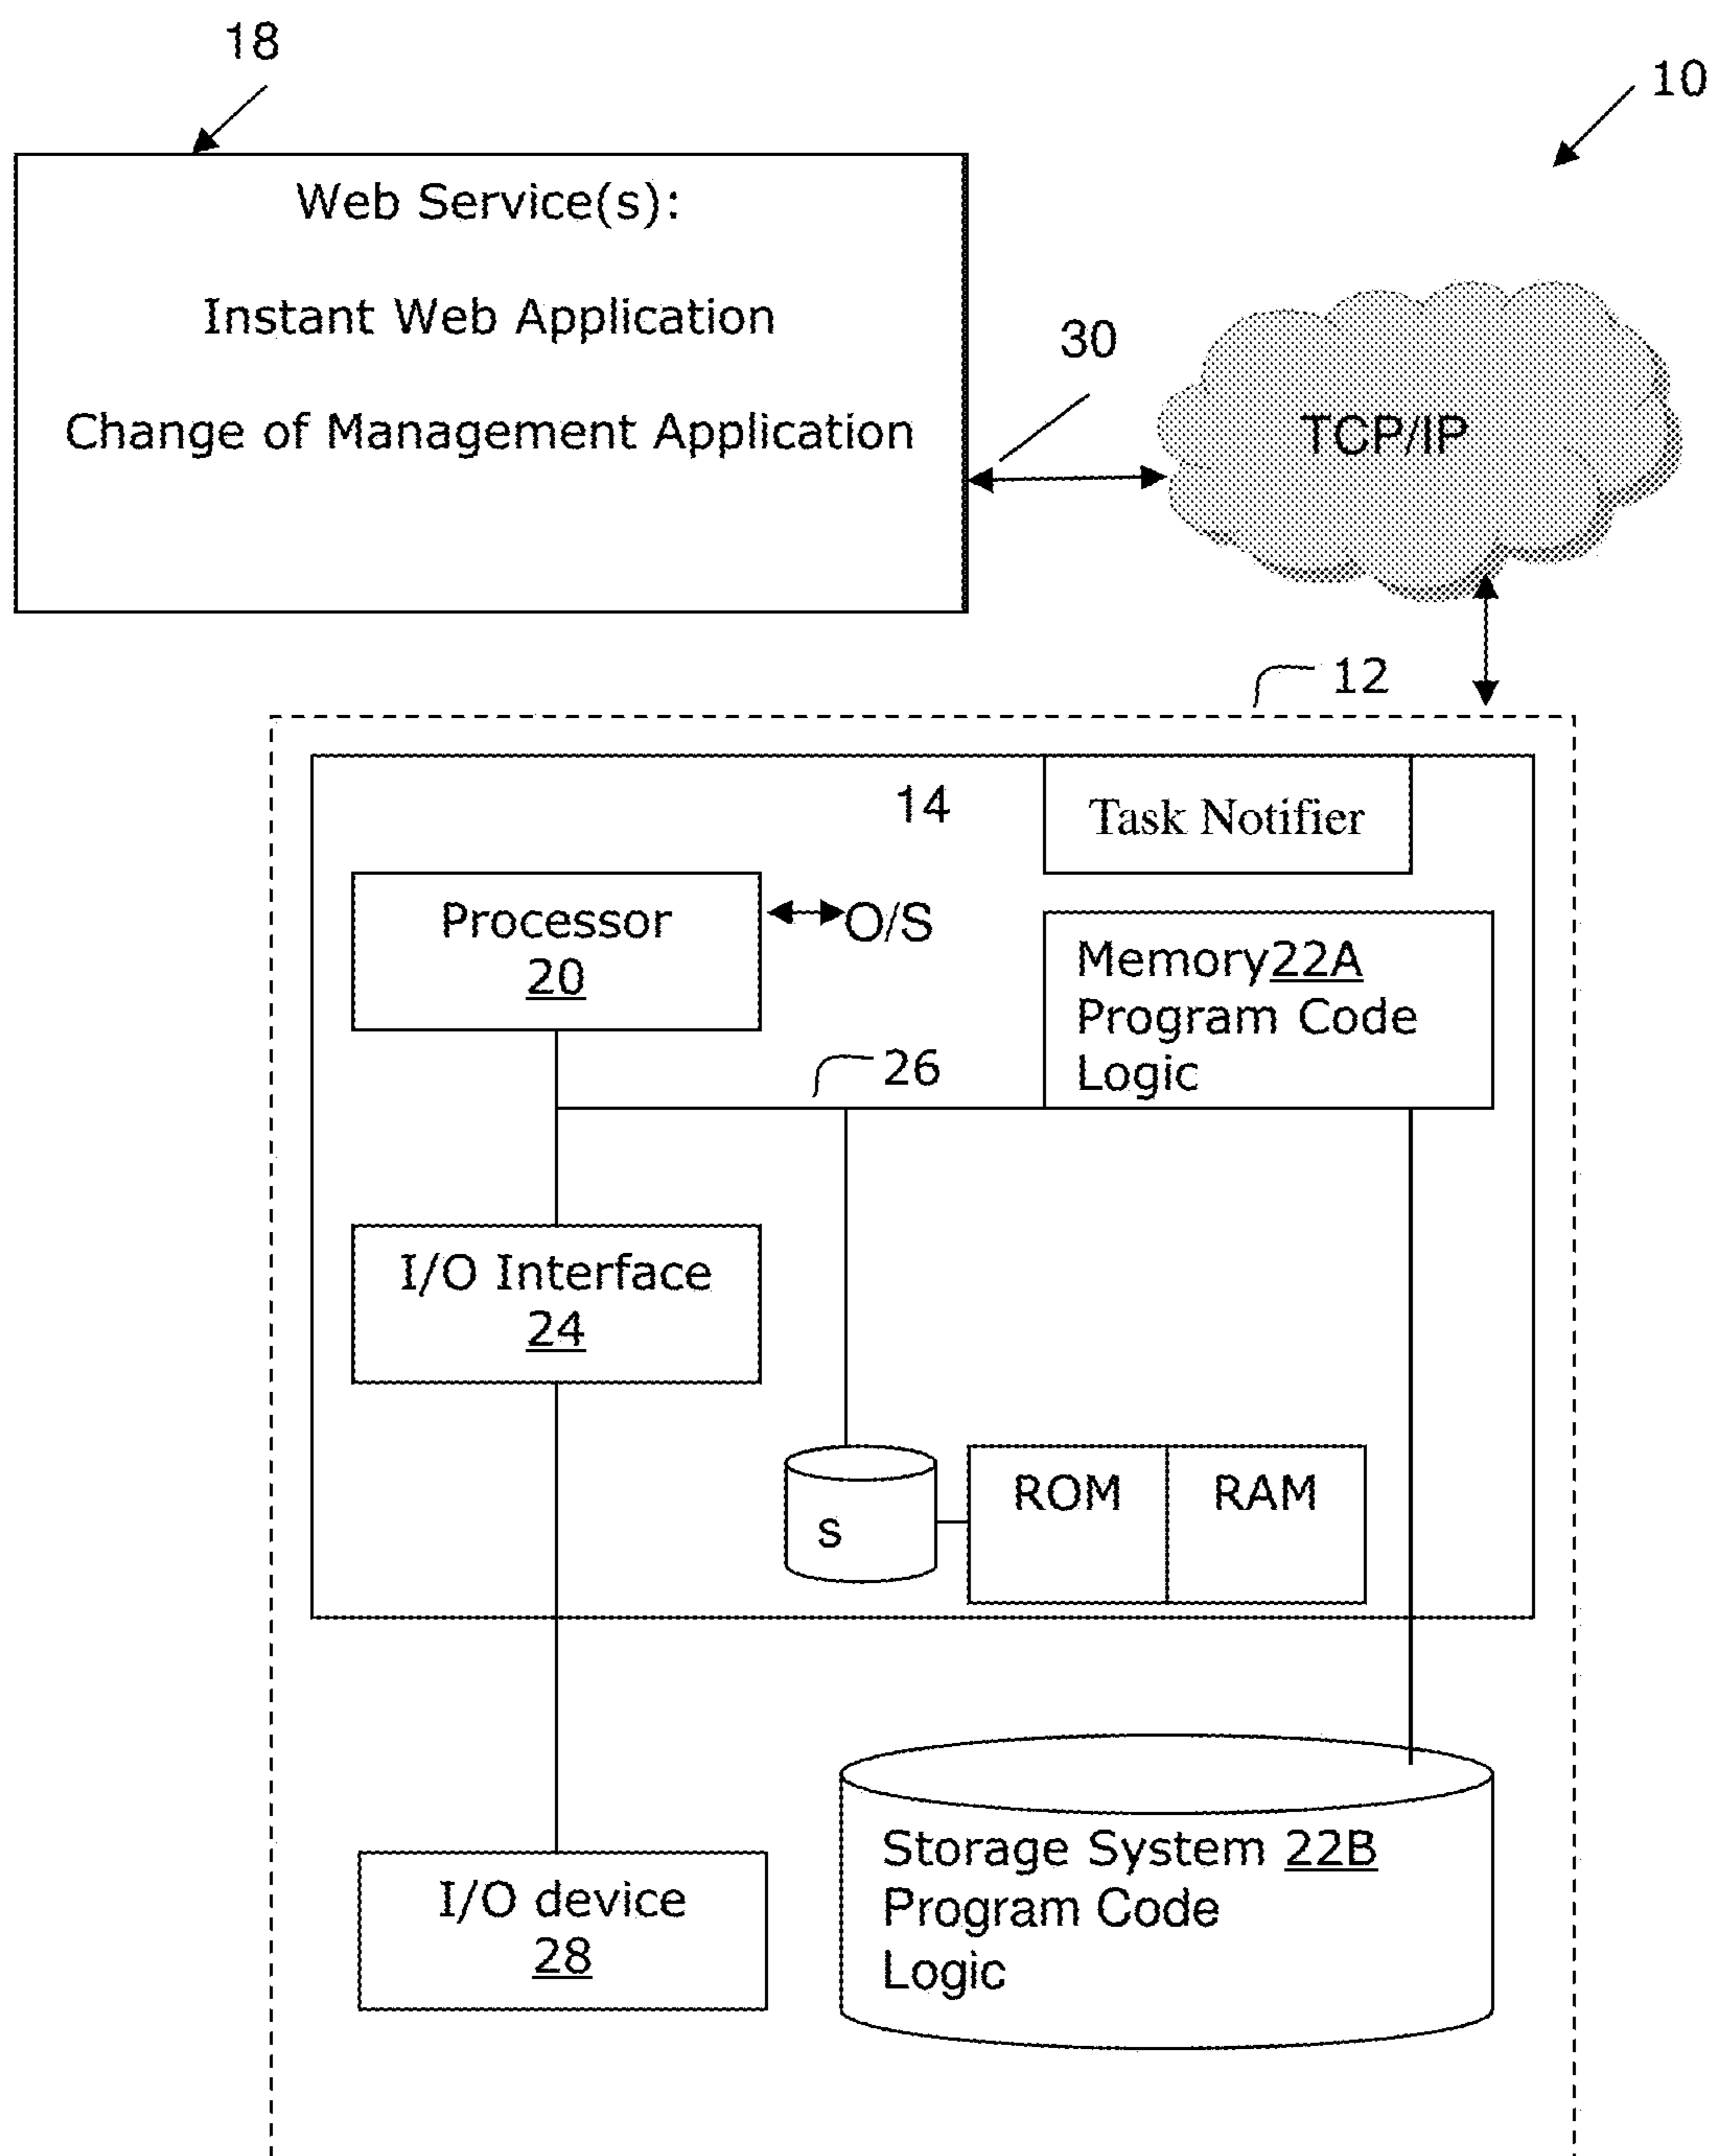 18
10
Web Service(s):
Instant Web Application
Change of Management Application
30
TCP/IP
12
14
Task Notifier
Processor
20
O/S
Memory22A
Program Code
Logic
26
I/O Interface
24
S
ROM
RAM
Storage System 22B
Program Code
Logic
I/O device
28